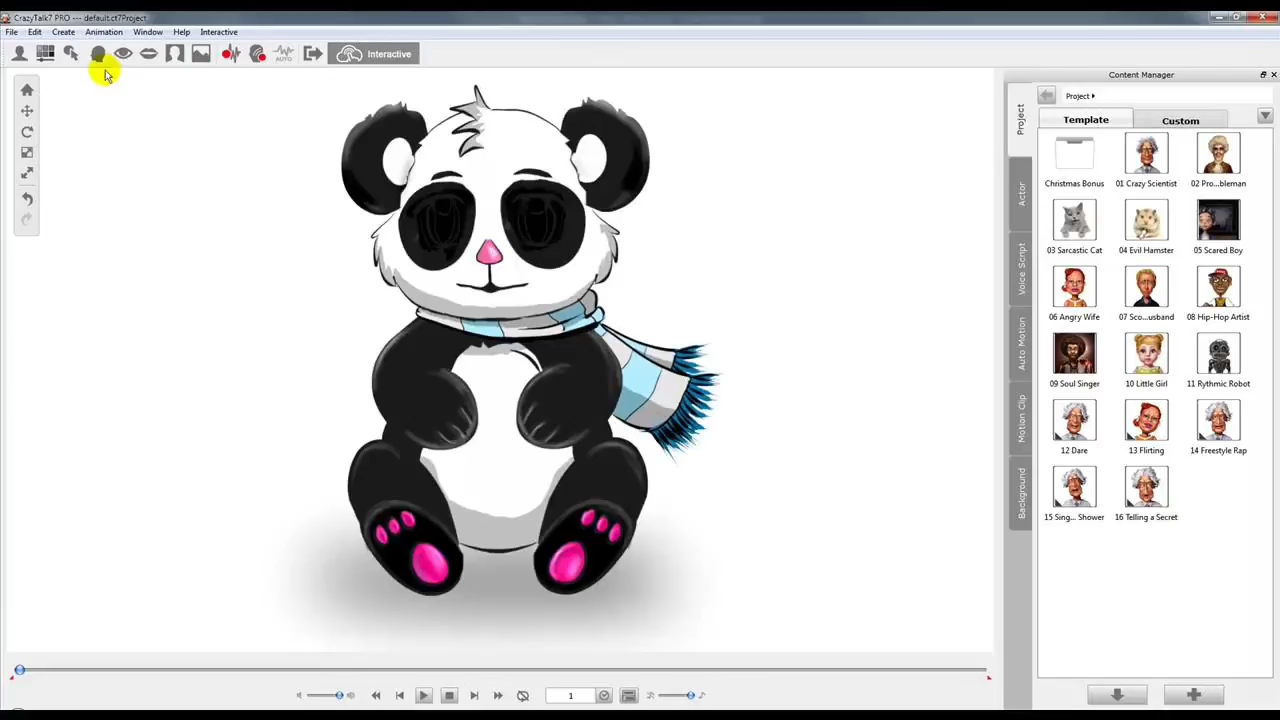 CrazyTalk7 PRO --- default.ct7Project
File Edit Create Animation Window Help Interactive
AUTO
Interactive
Content Manager
Project
Template Custom
Project
Actor
Voice Script
Auto Motion
Motion Clip
Background
Christmas Bonus 01 Crazy Scientist 02 Pro...bleman
03 Sarcastic Cat 04 Evil Hamster 05 Scared Boy
06 Angry Wife 07 Sco...usband 08 Hip-Hop Artist
09 Soul Singer 10 Little Girl 11 Rythmic Robot
12 Dare 13 Flirting 14 Freestyle Rap
15 Sing... Shower 16 Telling a Secret
1